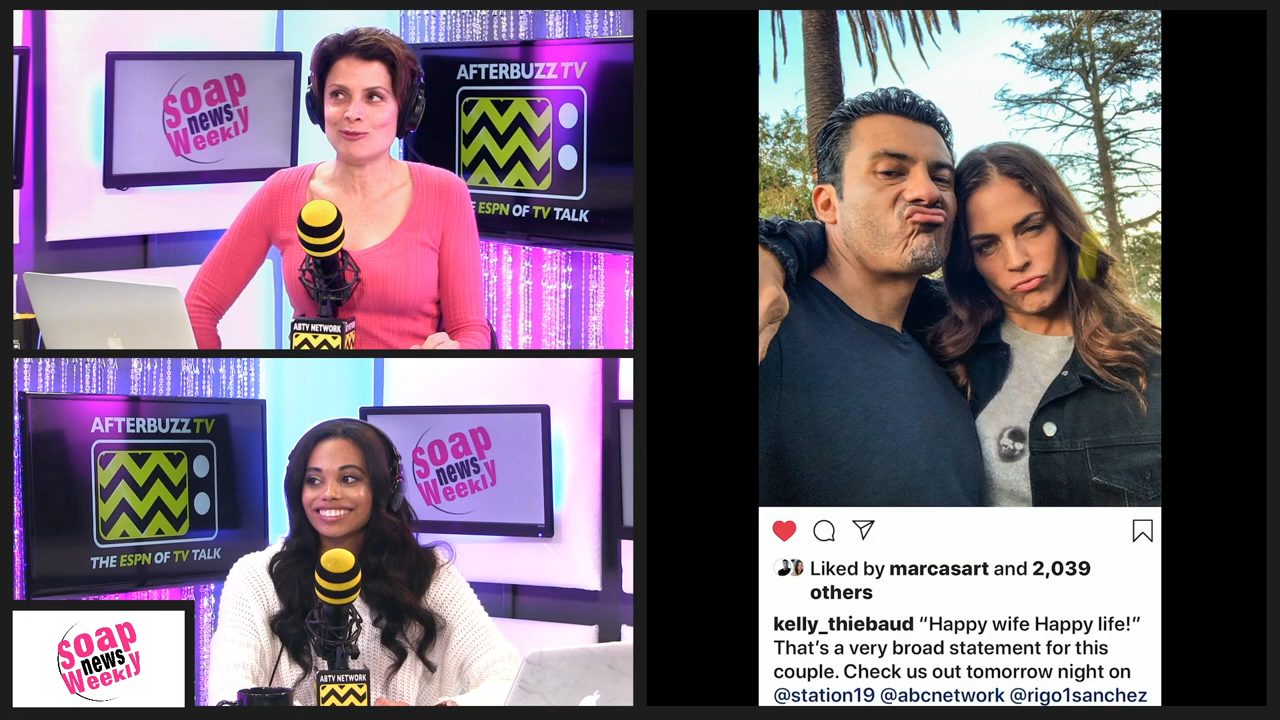 Soap
news
Weekly
AFTERBUZZ TV
E ESPN OF TV TALK
ABTV NETWORK
AFTERBUZZ TV
THE ESPN OF TV TALK
Soap
news
Weekly
ABTV NETWORK
Soap
news
Weekly
Liked by marcasart and 2,039
others
kelly_thiebaud “Happy wife Happy life!”
That's a very broad statement for this
couple. Check us out tomorrow night on
@station19 @abcnetwork @rigo1sanchez